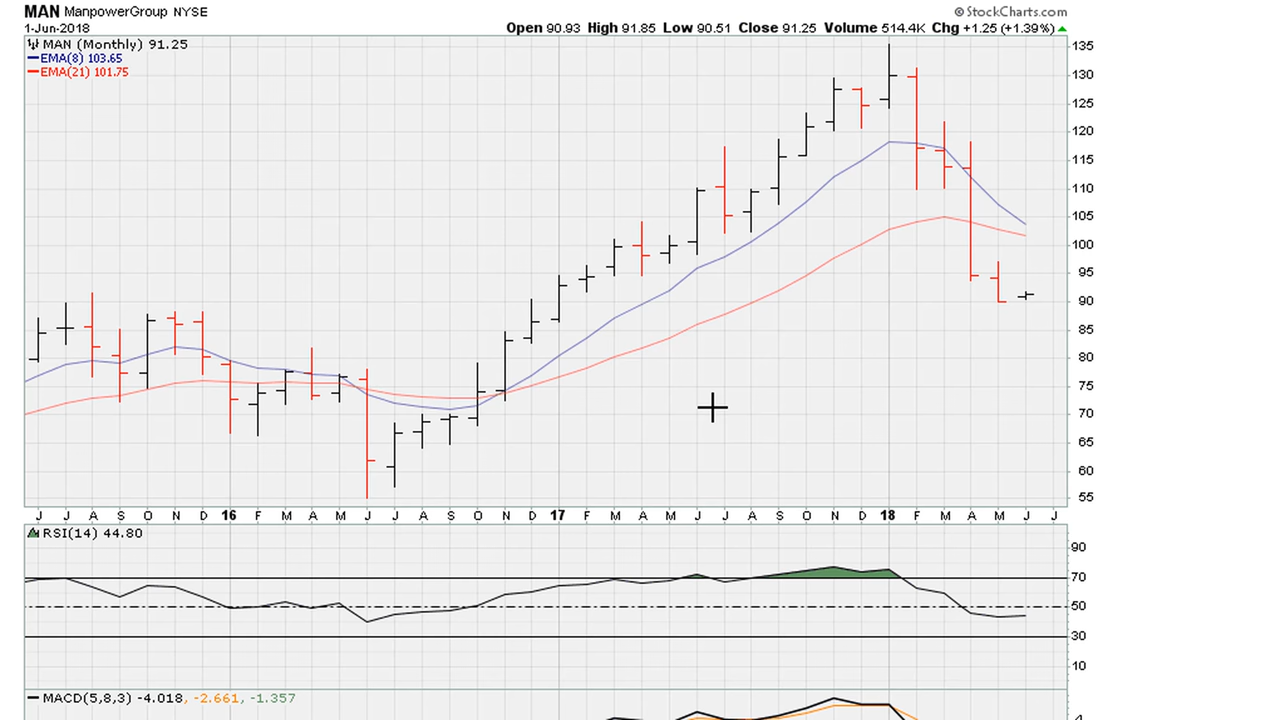 MAN ManpowerGroup NYSE
© StockCharts.com
1-Jun-2018
Open 90.93 High 91.85 Low 90.51 Close 91.25 Volume 514.4K Chg +1.25 (+1.39%)
MAN (Monthly) 91.25
EMA(8) 103.65
EMA(21) 101.75
135
130
125
120
115
110
105
100
95
90
85
80
75
70
65
60
55
J J A S O N D 16 F M A M J J A S O N D 17 F M A M J J A S O N D 18 F M A M J J
RSI(14) 44.80
90
70
50
30
10
MACD(5,8,3) -4.018, -2.661, -1.357
4